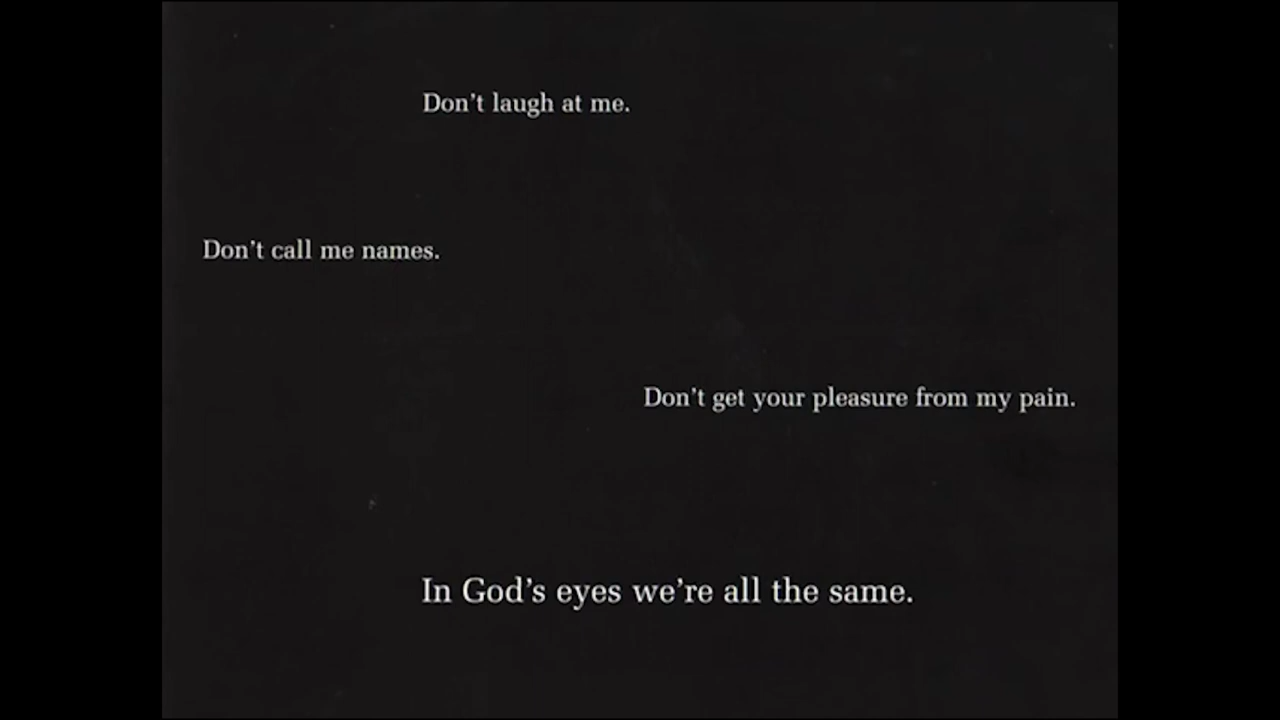 Don't laugh at me.
Don't call me names.
Don't get your pleasure from my pain.
In God's eyes we're all the same.